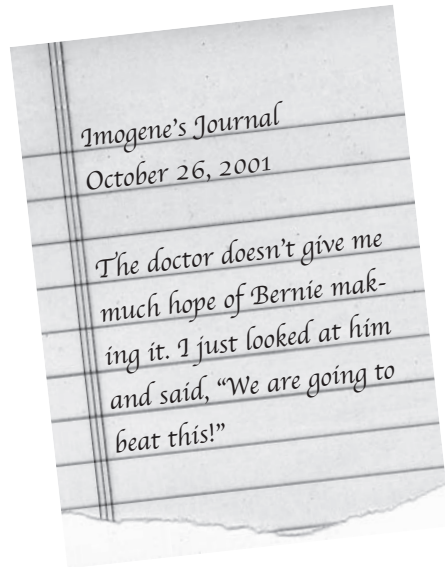 Imogene's Journal
October 26, 2001
The doctor doesn't give me
much hope of Bernie mak-
ing it. I just looked at him
and said, “We are going to
beat this!”